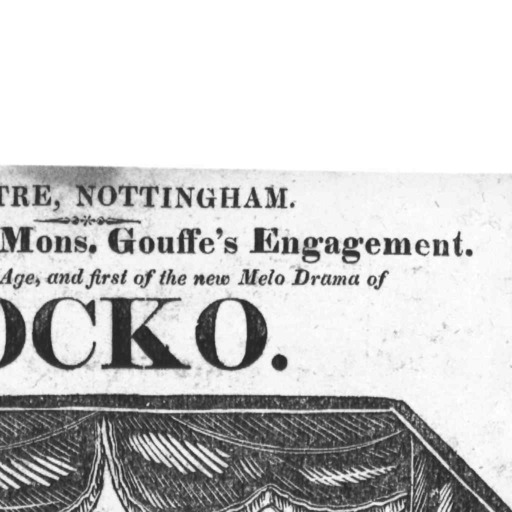 TRE, NOTTINGHAM.
Mons. Gouffe's Engagement.
Age, and first of the new Melo Drama of
OCKO.